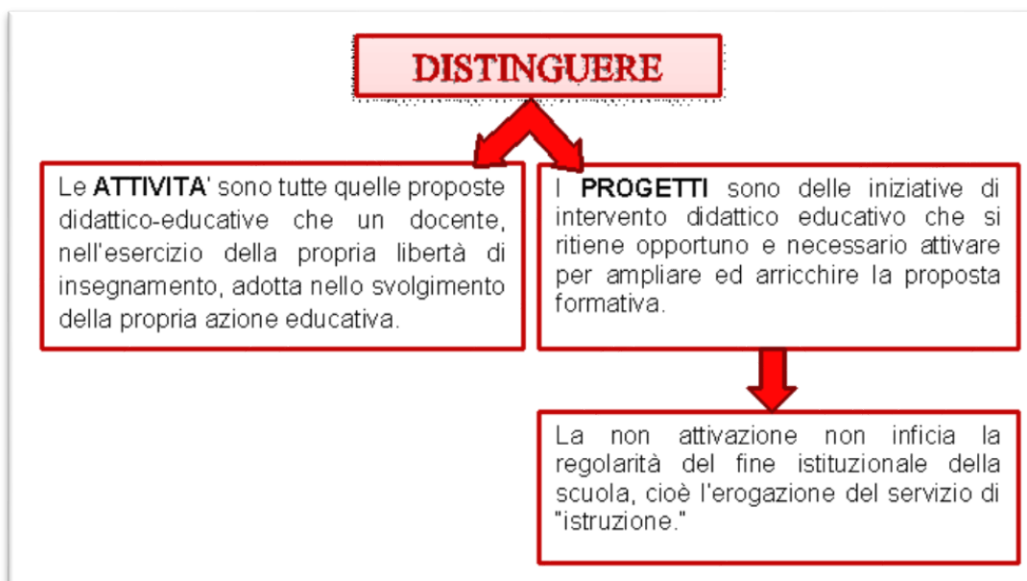 DISTINGUERE
Le ATTIVITA' sono tutte quelle proposte
didattico-educative che un docente,
nell'esercizio della propria libertà di
insegnamento, adotta nello svolgimento
della propria azione educativa.
I PROGETTI sono delle iniziative di
intervento didattico educativo che si
ritiene opportuno e necessario attivare
per ampliare ed arricchire la proposta
formativa.
La non attivazione non inficia la
regolarità del fine istituzionale della
scuola, cioè l'erogazione del servizio di
"istruzione."